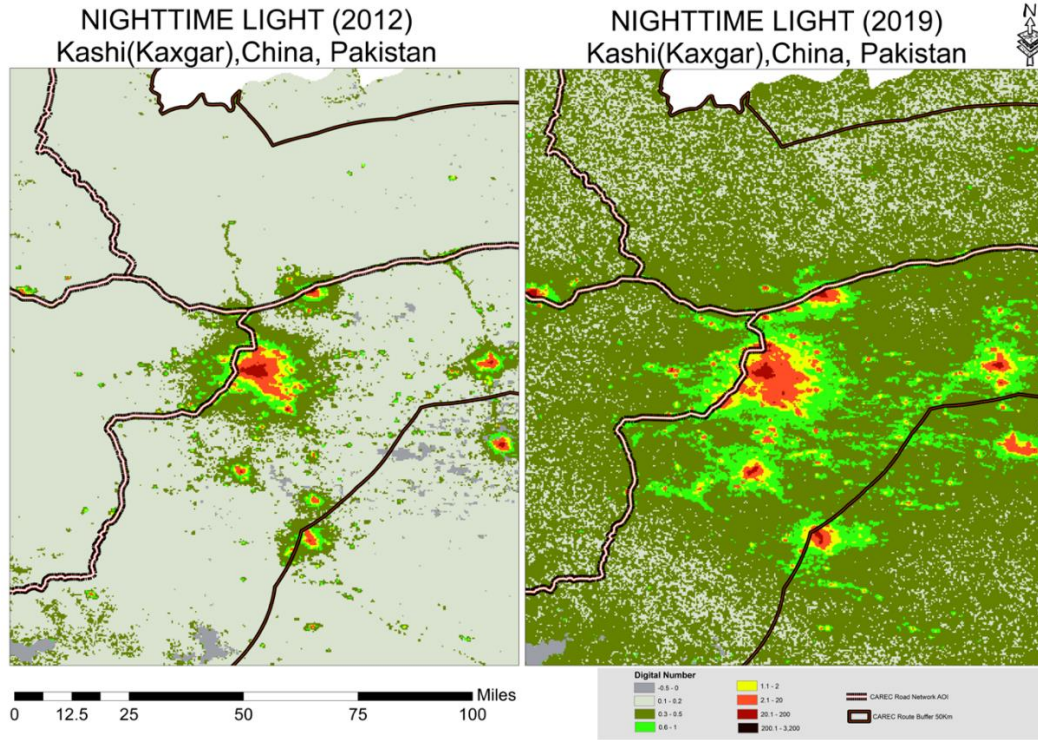 NIGHTTIME LIGHT (2012)
Kashi(Kaxgar),China, Pakistan
NIGHTTIME LIGHT (2019)
Kashi(Kaxgar),China, Pakistan
N
Miles
0 12.5 25 50 75 100
Digital Number
-0.5 - 0
0.1 - 0.2
0.3 - 0.5
0.6 - 1
1.1 - 2
2.1 - 20
20.1 - 200
200.1 - 3,200
CAREC Road Network AOI
CAREC Route Buffer 50Km